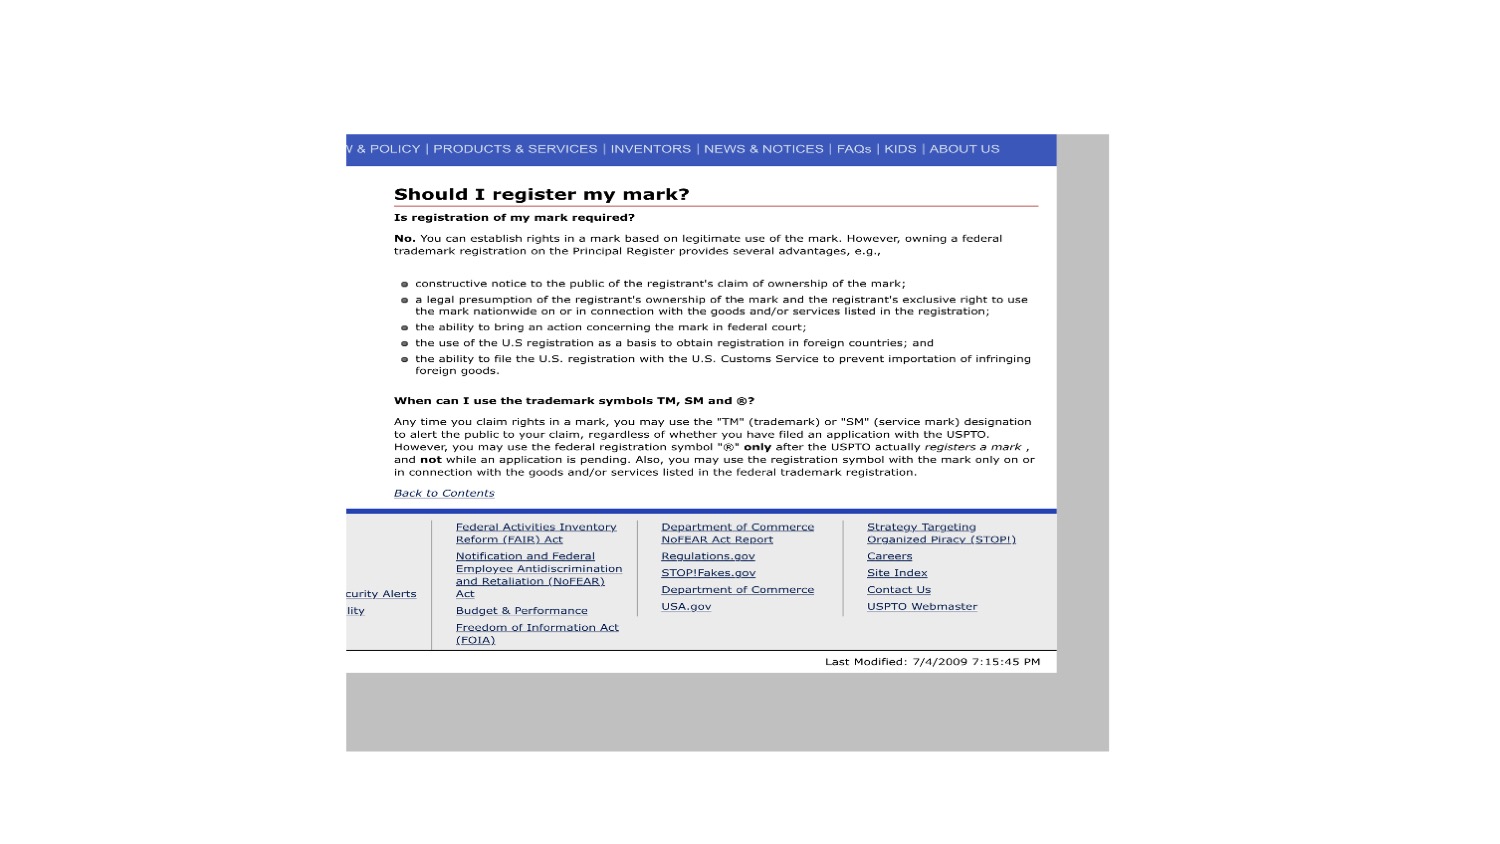 & POLICY | PRODUCTS & SERVICES | INVENTORS | NEWS & NOTICES | FAQs | KIDS | ABOUT US
Should I register my mark?
Is registration of my mark required?
No. You can establish rights in a mark based on legitimate use of the mark. However, owning a federal
trademark registration on the Principal Register provides several advantages, e.g.,
constructive notice to the public of the registrant's claim of ownership of the mark;
a legal presumption of the registrant's ownership of the mark and the registrant's exclusive right to use
the mark nationwide on or in connection with the goods and/or services listed in the registration;
the ability to bring an action concerning the mark in federal court;
the use of the U.S registration as a basis to obtain registration in foreign countries; and
the ability to file the U.S. registration with the U.S. Customs Service to prevent importation of infringing
foreign goods.
When can I use the trademark symbols TM, SM and ®?
Any time you claim rights in a mark, you may use the "TM" (trademark) or "SM" (service mark) designation
to alert the public to your claim, regardless of whether you have filed an application with the USPTO.
However, you may use the federal registration symbol "®" only after the USPTO actually registers a mark ,
and not while an application is pending. Also, you may use the registration symbol with the mark only on or
in connection with the goods and/or services listed in the federal trademark registration.
Back to Contents
curity Alerts
lity
Federal Activities Inventory
Reform (FAIR) Act
Notification and Federal
Employee Antidiscrimination
and Retaliation (NoFEAR)
Act
Budget & Performance
Freedom of Information Act
(FOIA)
Department of Commerce
NoFEAR Act Report
Regulations.gov
STOP!Fakes.gov
Department of Commerce
USA.gov
Strategy Targeting
Organized Piracy (STOP!)
Careers
Site Index
Contact Us
USPTO Webmaster
Last Modified: 7/4/2009 7:15:45 PM